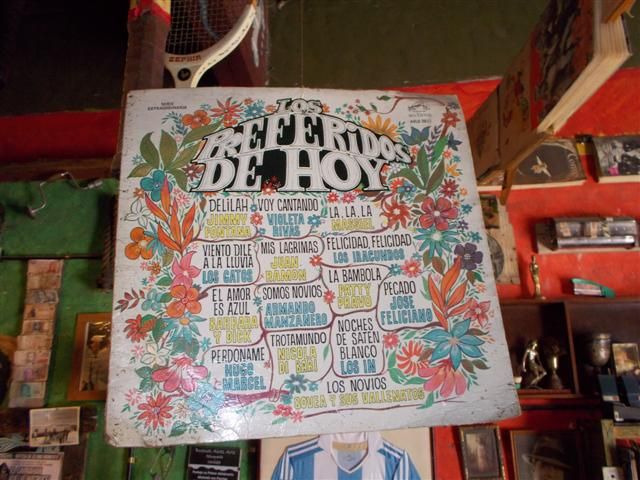 SERIE
EXTRAORDINARIA
LOS
PREFERIDOS
DE HOY
DELILAH
JIMMY
FONTANA
VOY CANTANDO
VIOLETA
RIVAS
LA, LA, LA
MASSIEL
VIENTO DILE
A LA LLUVIA
LOS GATOS
MIS LAGRIMAS
JUAN
RAMON
FELICIDAD, FELICIDAD
LOS IRACUNDOS
EL AMOR
ES AZUL
BARBARA
Y DICK
SOMOS NOVIOS
ARMANDO
MANZANERO
LA BAMBOLA
PATTY
PRAVO
PECADO
JOSE
FELICIANO
PERDONAME
HUGO
MARCEL
TROTAMUNDO
NICOLA
DI BARI
NOCHES
DE SATEN
BLANCO
LOS IN
LOS NOVIOS
BOVEA Y SUS VALLENATOS